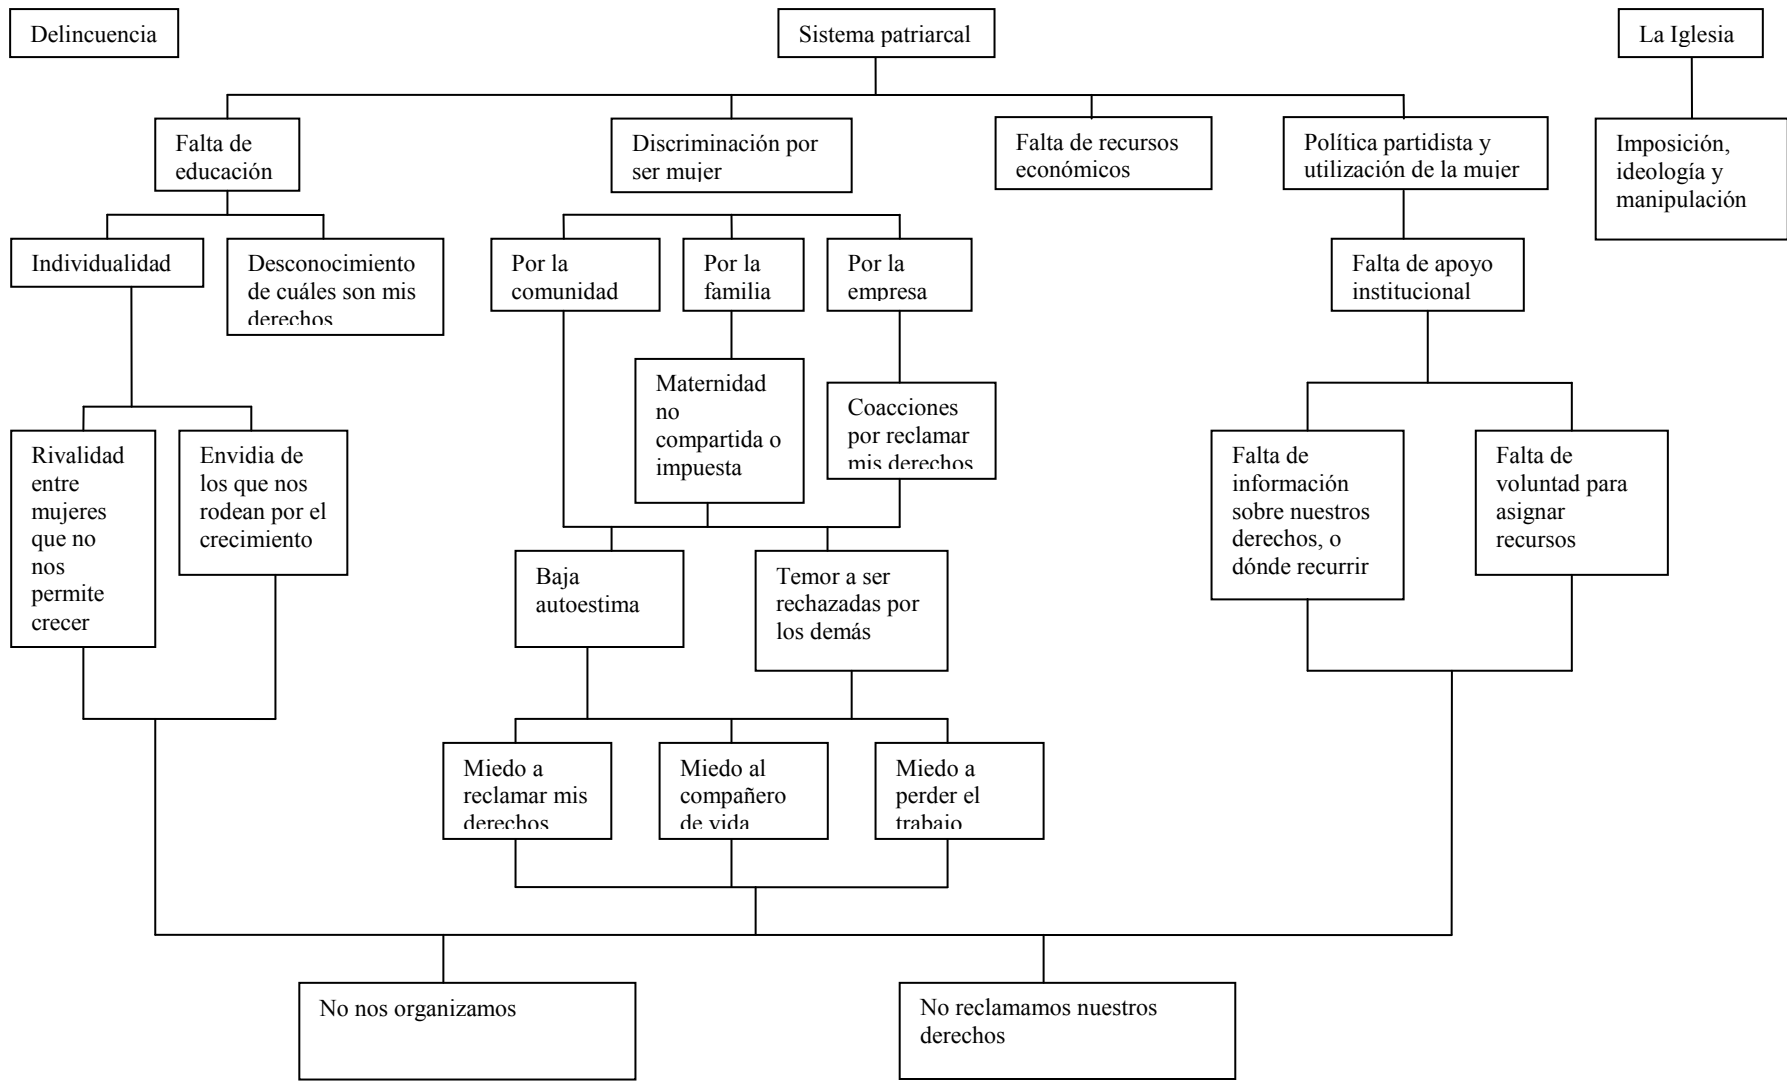 Delincuencia
Sistema patriarcal
La Iglesia
Falta de
educación
Discriminación por
ser mujer
Falta de recursos
económicos
Política partidista y
utilización de la mujer
Imposición,
ideología y
manipulación
Individualidad
Desconocimiento
de cuáles son mis
derechos
Por la
comunidad
Por la
familia
Por la
empresa
Falta de apoyo
institucional
Maternidad
no
compartida o
impuesta
Coacciones
por reclamar
mis derechos
Rivalidad
entre
mujeres
que no
nos
permite
crecer
Envidia de
los que nos
rodean por el
crecimiento
Falta de
información
sobre nuestros
derechos, o
dónde recurrir
Falta de
voluntad para
asignar
recursos
Baja
autoestima
Temor a ser
rechazadas por
los demás
Miedo a
reclamar mis
derechos
Miedo al
compañero
de vida
Miedo a
perder el
trabajo
No nos organizamos
No reclamamos nuestros
derechos